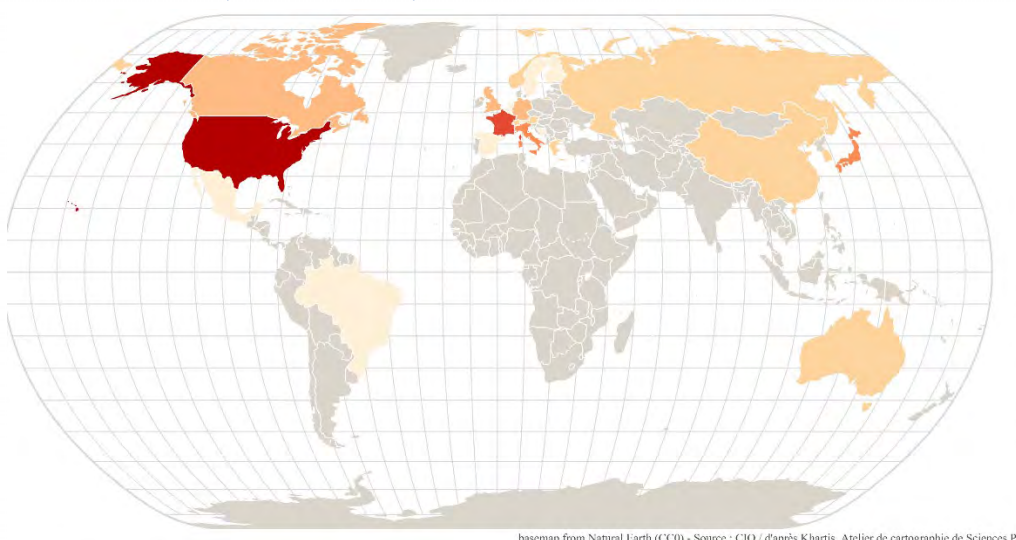 basemap from Natural Earth (CC0) - Source : CIO / d'après Khartis, Atelier de cartographie de Sciences P